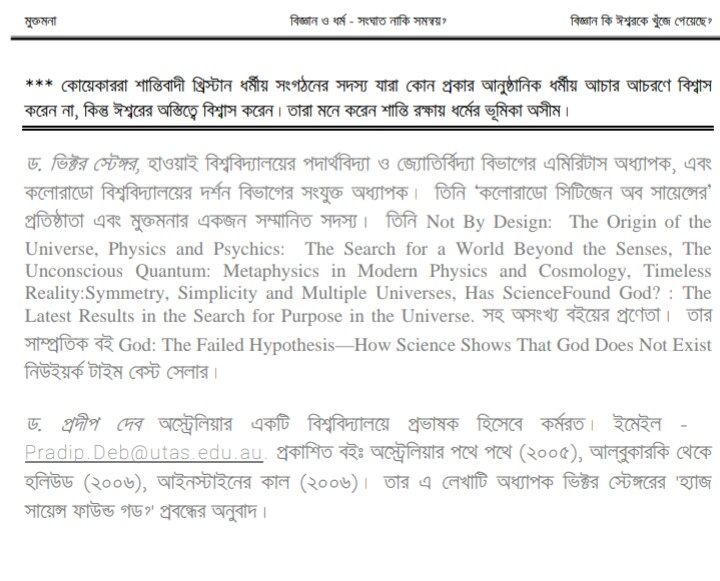 মুক্তমনা বিজ্ঞান ও ধর্ম - সংঘাত নাকি সমন্বয়? বিজ্ঞান কি ঈশ্বরকে খুঁজে পেয়েছে?
*** কোয়েকাররা শান্তিবাদী খ্রিস্টান ধর্মীয় সংগঠনের সদস্য যারা কোন প্রকার আনুষ্ঠানিক ধর্মীয় আচার আচরণে বিশ্বাস
করেন না, কিন্তু ঈশ্বরের অস্তিত্বে বিশ্বাস করেন। তারা মনে করেন শান্তি রক্ষায় ধর্মের ভূমিকা অসীম।
ড. ভিক্টর স্টেঙ্গর, হাওয়াই বিশ্ববিদ্যালয়ের পদার্থবিদ্যা ও জ্যোতির্বিদ্যা বিভাগের এমিরিটাস অধ্যাপক, এবং
কলোরাডো বিশ্ববিদ্যালয়ের দর্শন বিভাগের সংযুক্ত অধ্যাপক। তিনি ‘কলোরাডো সিটিজেন অব সায়েন্সের’
প্রতিষ্ঠাতা এবং মুক্তমনার একজন সম্মানিত সদস্য। তিনি Not By Design: The Origin of the
Universe, Physics and Psychics: The Search for a World Beyond the Senses, The
Unconscious Quantum: Metaphysics in Modern Physics and Cosmology, Timeless
Reality:Symmetry, Simplicity and Multiple Universes, Has ScienceFound God? : The
Latest Results in the Search for Purpose in the Universe. সহ অসংখ্য বইয়ের প্রণেতা। তার
সাম্প্রতিক বই God: The Failed Hypothesis—How Science Shows That God Does Not Exist
নিউইয়র্ক টাইম বেস্ট সেলার।
ড. প্রদীপ দেব অস্ট্রেলিয়ার একটি বিশ্ববিদ্যালয়ে প্রভাষক হিসেবে কর্মরত। ইমেইল -
Pradip.Deb@utas.edu.au. প্রকাশিত বইঃ অস্ট্রেলিয়ার পথে পথে (২০০৫), আলবুকারকি থেকে
হলিউড (২০০৬), আইনস্টাইনের কাল (২০০৬)। তার এ লেখাটি অধ্যাপক ভিক্টর স্টেঙ্গরের 'হ্যাজ
সায়েন্স ফাউন্ড গড?' প্রবন্ধের অনুবাদ।